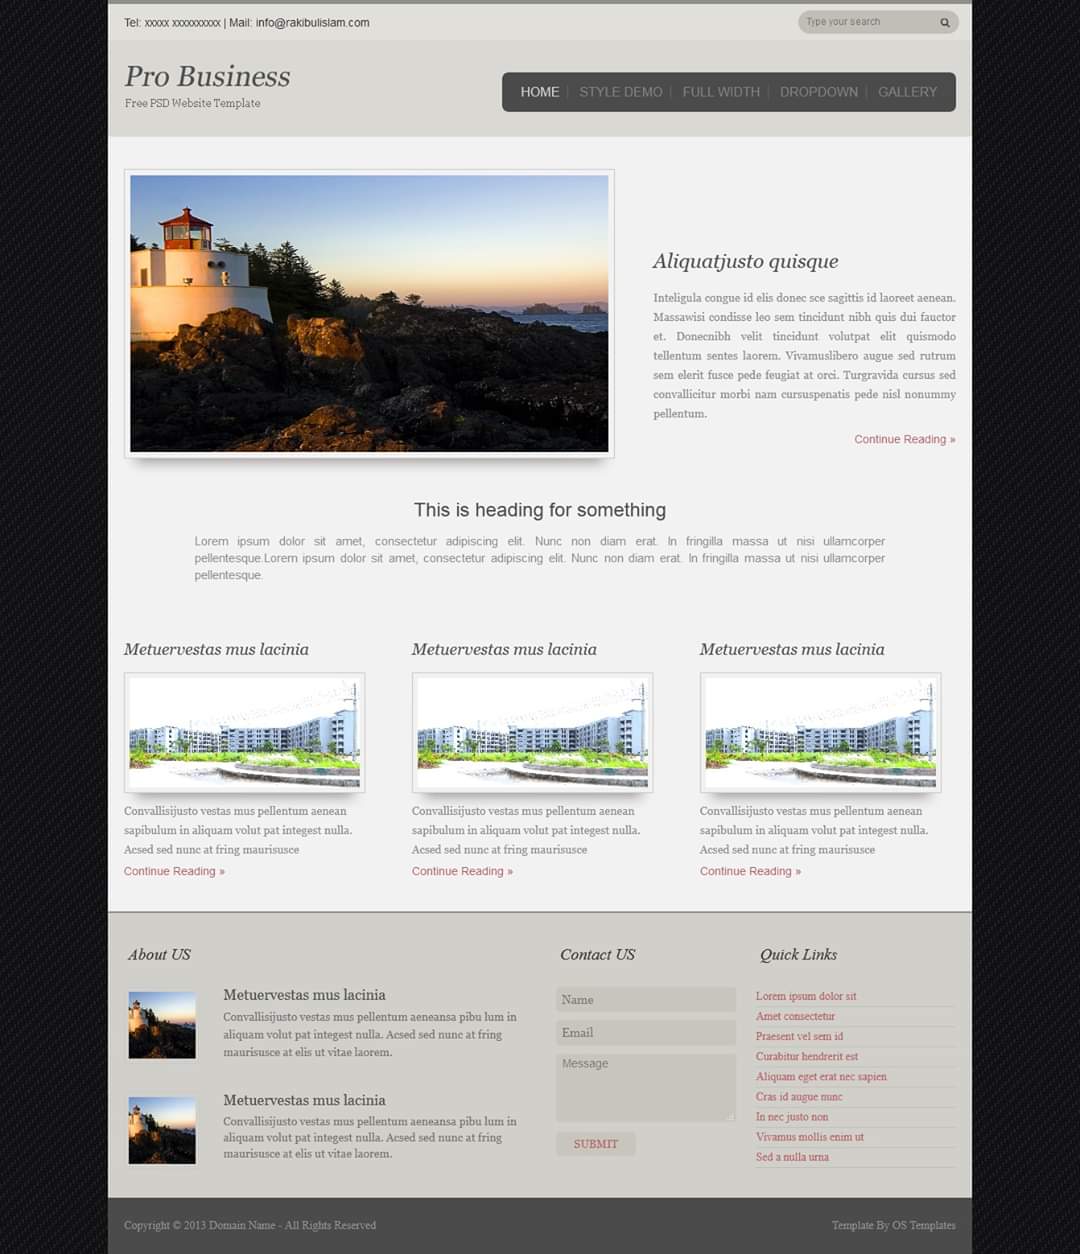 Tel: xxxxx xxxxxxxxxx | Mail: info@rakibulislam.com
Type your search
Pro Business
Free PSD Website Template
HOME | STYLE DEMO | FULL WIDTH | DROPDOWN | GALLERY
Aliquatjusto quisque
Inteligula congue id elis donec sce sagittis id laoreet aenean.
Massawisi condisse leo sem tincidunt nibh quis dui fauctor
et. Donecnibh velit tincidunt volutpat elit quismodo
tellentum sentes laorem. Vivamuslibero augue sed rutrum
sem elerit fusce pede feugiat at orci. Turgravida cursus sed
convallicitur morbi nam cursuspenatis pede nisl nonummy
pellentum.
Continue Reading »
This is heading for something
Lorem ipsum dolor sit amet, consectetur adipiscing elit. Nunc non diam erat. In fringilla massa ut nisi ullamcorper
pellentesque.Lorem ipsum dolor sit amet, consectetur adipiscing elit. Nunc non diam erat. In fringilla massa ut nisi ullamcorper
pellentesque.
Metuervestas mus lacinia
Convallisijusto vestas mus pellentum aenean
sapibulum in aliquam volut pat integest nulla.
Acsed sed nunc at fring maurisusce
Continue Reading »
Metuervestas mus lacinia
Convallisijusto vestas mus pellentum aenean
sapibulum in aliquam volut pat integest nulla.
Acsed sed nunc at fring maurisusce
Continue Reading »
Metuervestas mus lacinia
Convallisijusto vestas mus pellentum aenean
sapibulum in aliquam volut pat integest nulla.
Acsed sed nunc at fring maurisusce
Continue Reading »
About US
Metuervestas mus lacinia
Convallisijusto vestas mus pellentum aeneansa pibu lum in
aliquam volut pat integest nulla. Acsed sed nunc at fring
maurisusce at elis ut vitae laorem.
Metuervestas mus lacinia
Convallisijusto vestas mus pellentum aeneansa pibu lum in
aliquam volut pat integest nulla. Acsed sed nunc at fring
maurisusce at elis ut vitae laorem.
Contact US
Name
Email
Message
SUBMIT
Quick Links
Lorem ipsum dolor sit
Amet consectetur
Praesent vel sem id
Curabitur hendrerit est
Aliquam eget erat nec sapien
Cras id augue nunc
In nec justo non
Vivamus mollis enim ut
Sed a nulla urna
Copyright © 2013 Domain Name - All Rights Reserved
Template By OS Templates